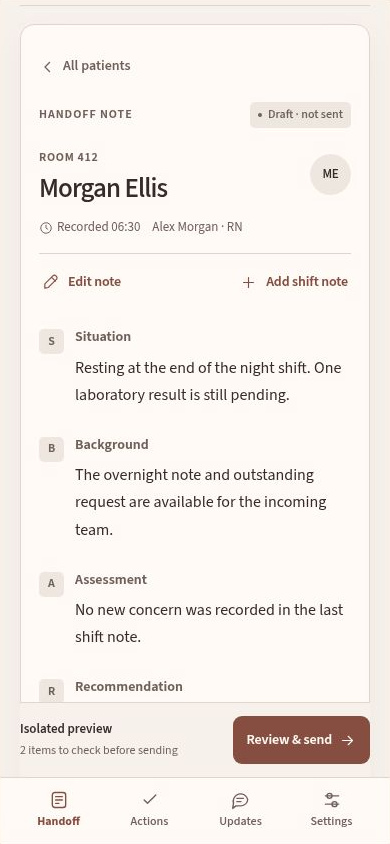 All patients
HANDOFF NOTE
• Draft · not sent
ROOM 412
Morgan Ellis
ME
Recorded 06:30 Alex Morgan · RN
Edit note
Add shift note
S
Situation
Resting at the end of the night shift. One
laboratory result is still pending.
B
Background
The overnight note and outstanding
request are available for the incoming
team.
A
Assessment
No new concern was recorded in the last
shift note.
R
Recommendation
Isolated preview
2 items to check before sending
Review & send →
Handoff
Actions
Updates
Settings